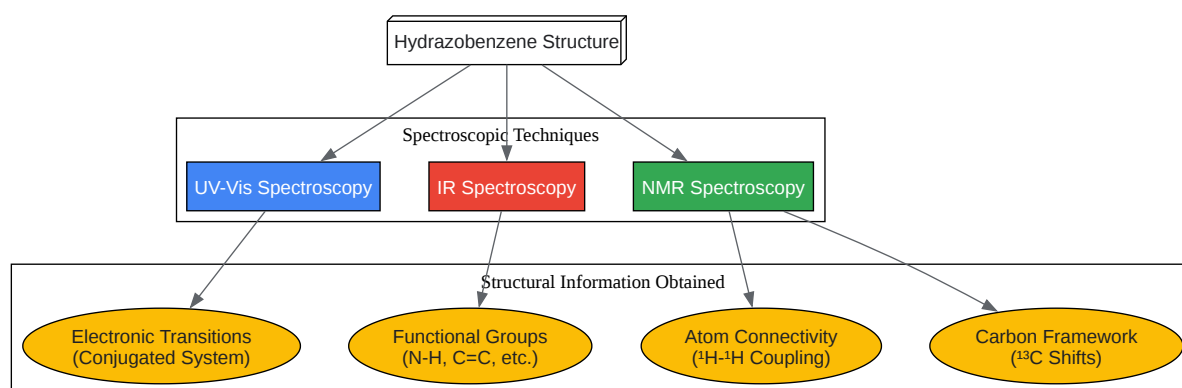 Hydrazobenzene Structure
Spectroscopic Techniques
UV-Vis Spectroscopy
IR Spectroscopy
NMR Spectroscopy
Structural Information Obtained
Electronic Transitions
(Conjugated System)
Functional Groups
(N-H, C=C, etc.)
Atom Connectivity
(¹H-¹H Coupling)
Carbon Framework
(¹³C Shifts)